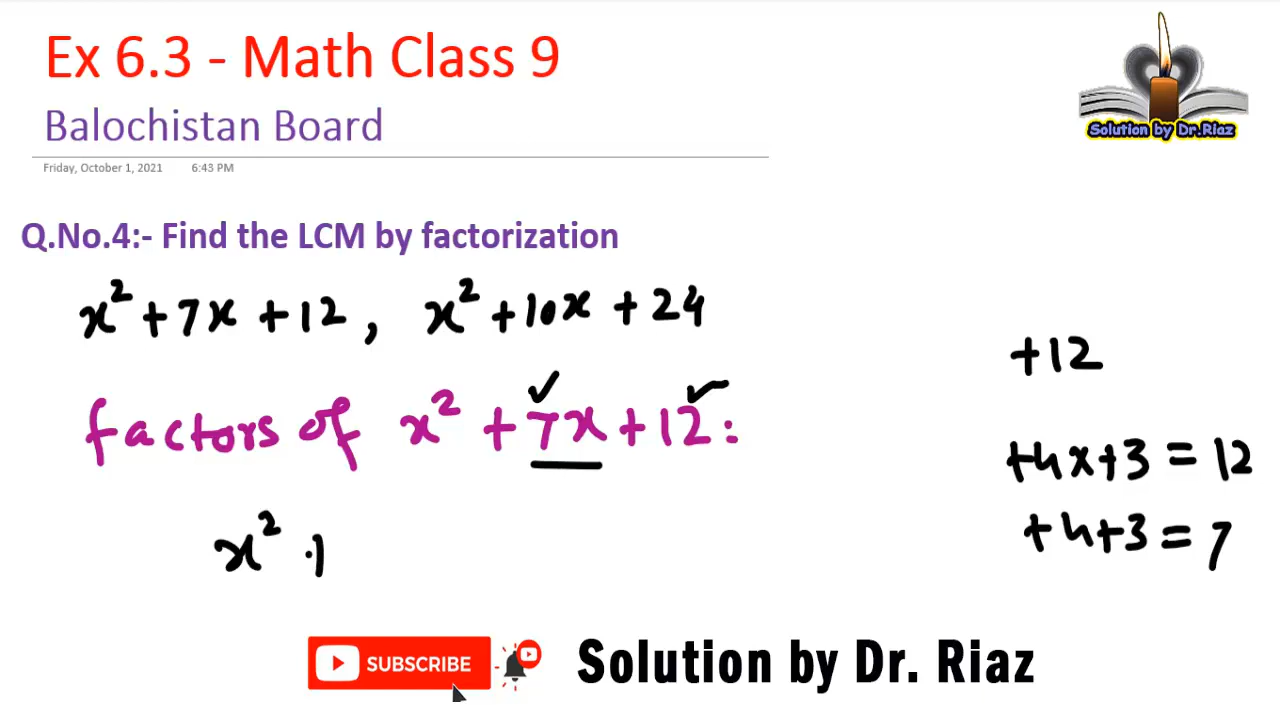 Ex 6.3 - Math Class 9
Balochistan Board
Friday, October 1, 2021 6:43 PM
Solution by Dr.Riaz
Q.No.4:- Find the LCM by factorization
x² + 7x + 12 , x² + 10x + 24
factors of x² + 7x + 12 :
+12
+4 x +3 = 12
+4 +3 = 7
x²
SUBSCRIBE
Solution by Dr. Riaz